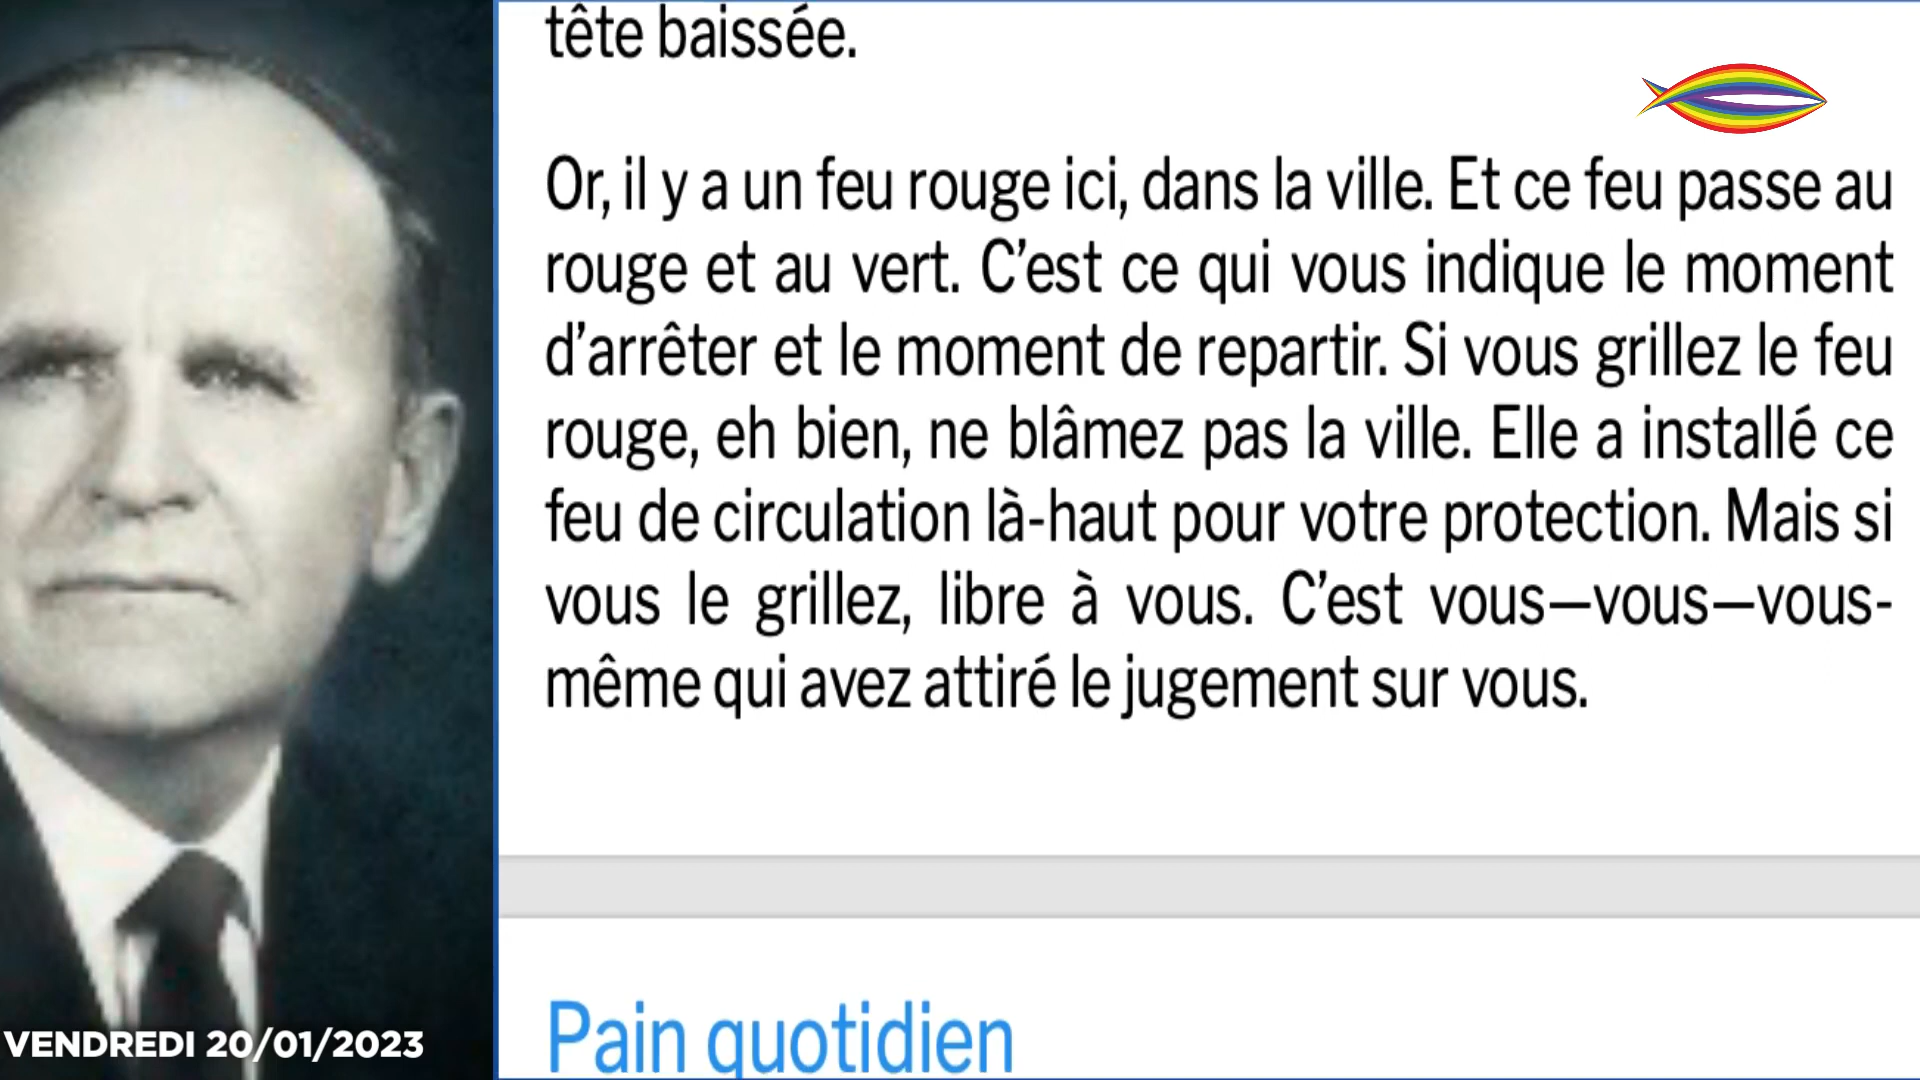 tête baissée.
Or, il y a un feu rouge ici, dans la ville. Et ce feu passe au
rouge et au vert. C’est ce qui vous indique le moment
d’arrêter et le moment de repartir. Si vous grillez le feu
rouge, eh bien, ne blâmez pas la ville. Elle a installé ce
feu de circulation là-haut pour votre protection. Mais si
vous le grillez, libre à vous. C’est vous—vous—vous-
même qui avez attiré le jugement sur vous.
Pain quotidien
VENDREDI 20/01/2023